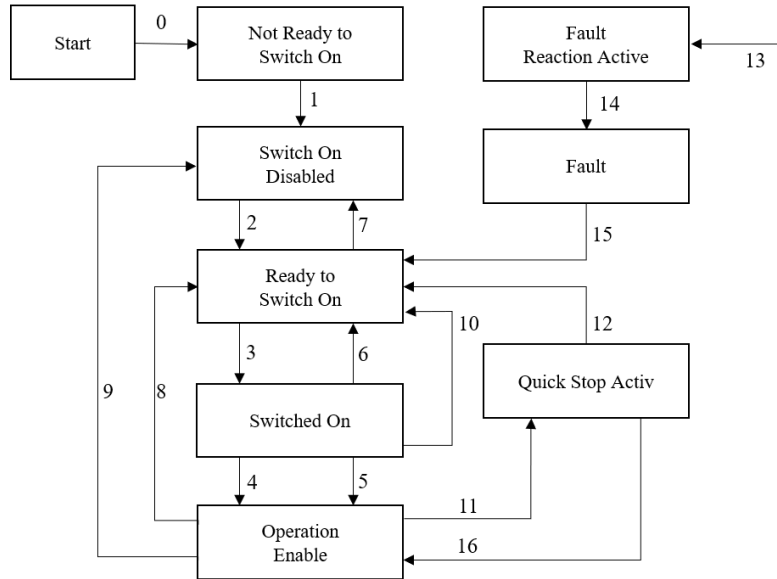 0
Start
Not Ready to
Switch On
Fault
Reaction Active
13
1
14
Switch On
Disabled
Fault
2
7
15
Ready to
Switch On
10
12
3
6
9
8
Quick Stop Activ
Switched On
4
5
11
Operation
Enable
16